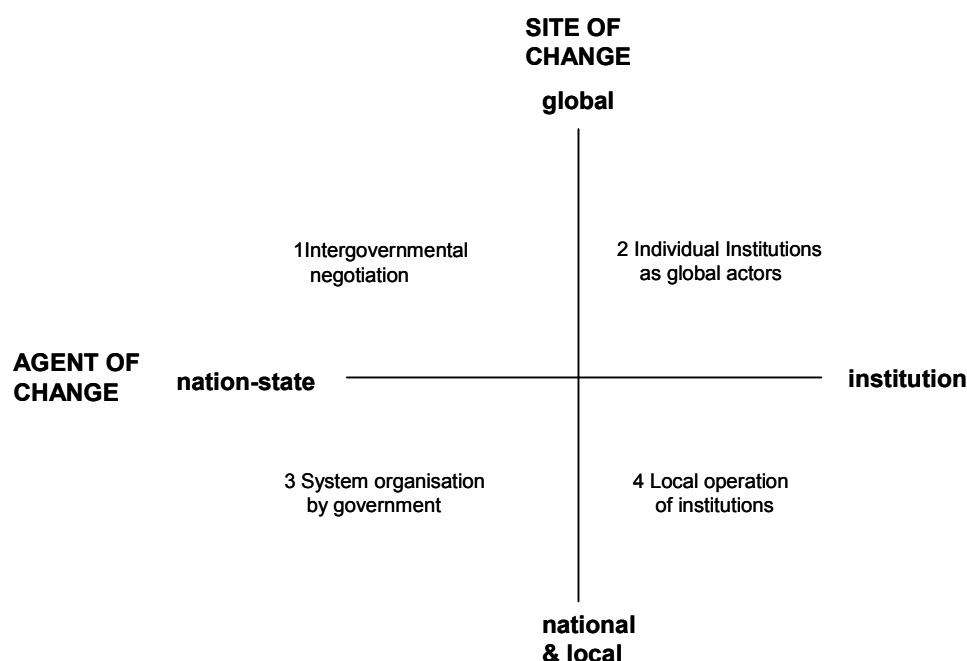 SITE OF
CHANGE
global
1Intergovernmental
negotiation
2 Individual Institutions
as global actors
AGENT OF
CHANGE
nation-state
institution
3 System organisation
by government
4 Local operation
of institutions
national
& local